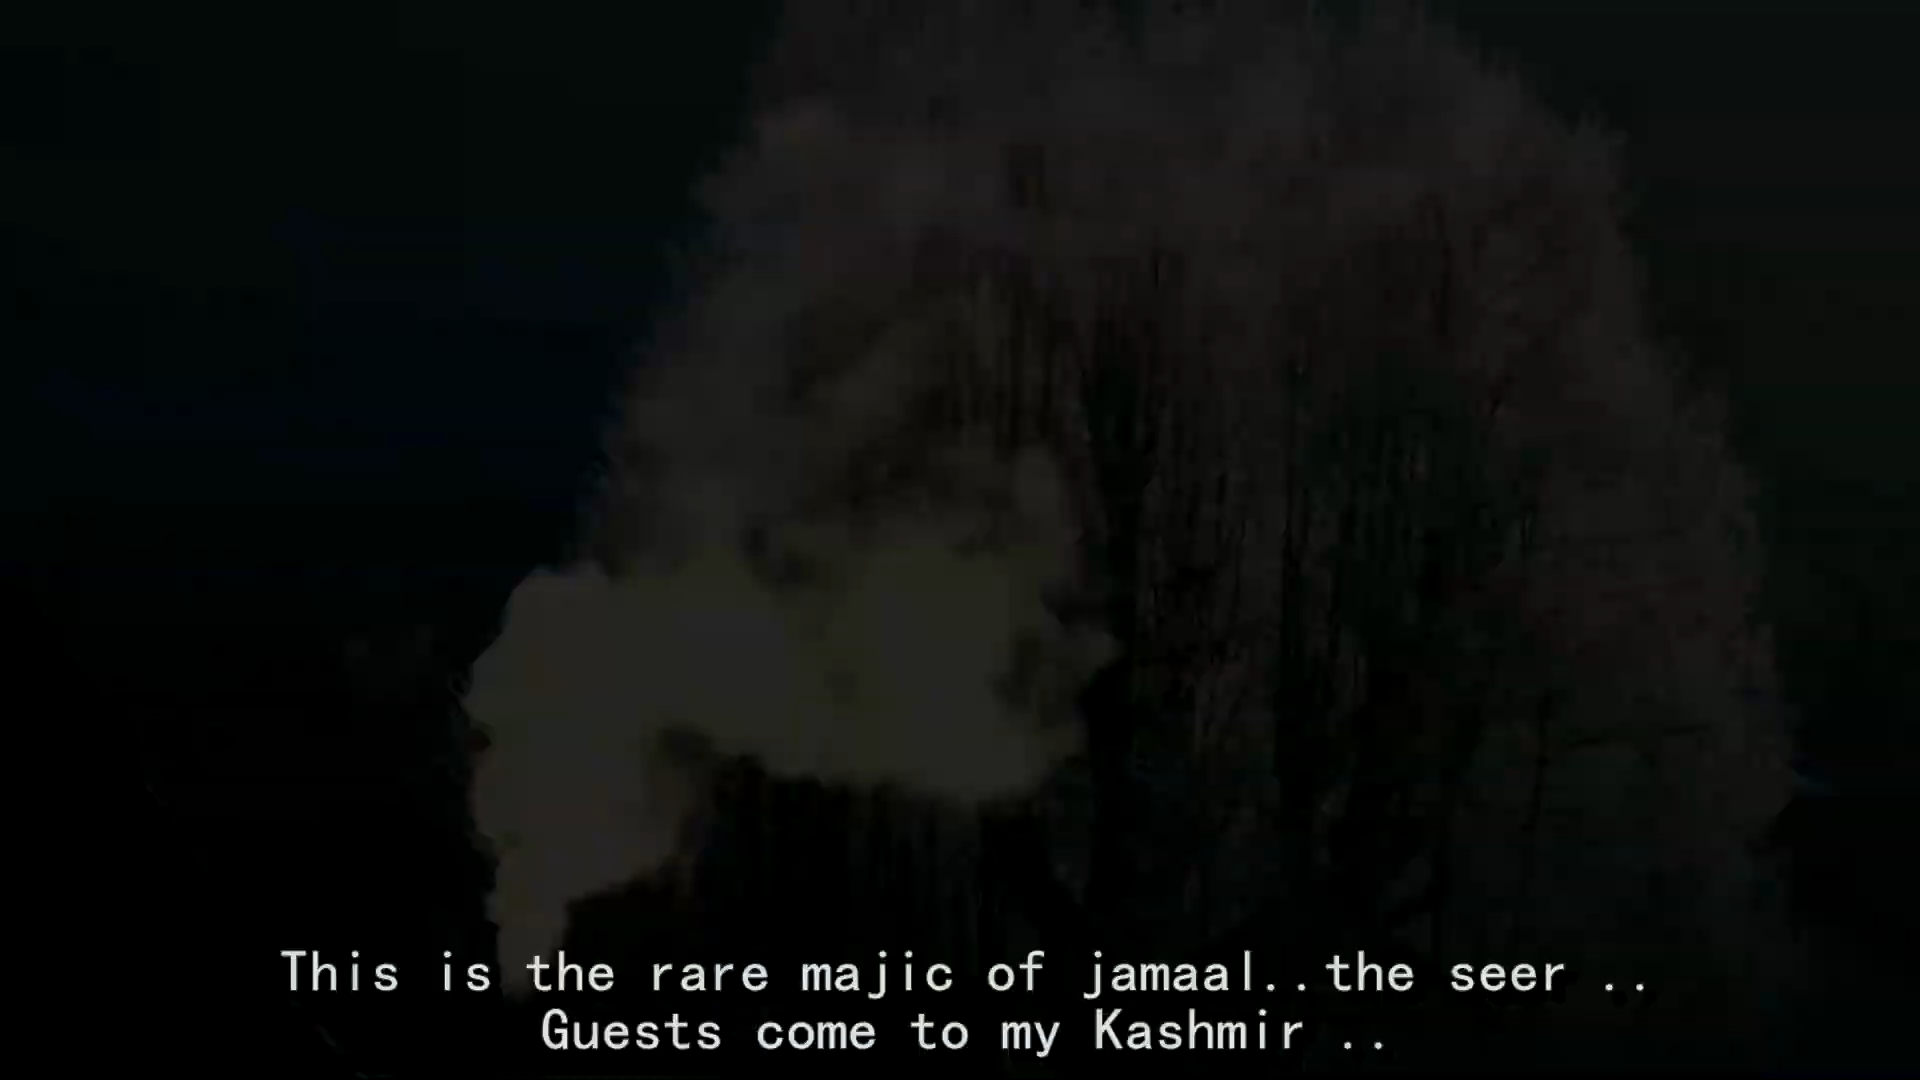 This is the rare majic of jamaal..the seer ..
Guests come to my Kashmir ..